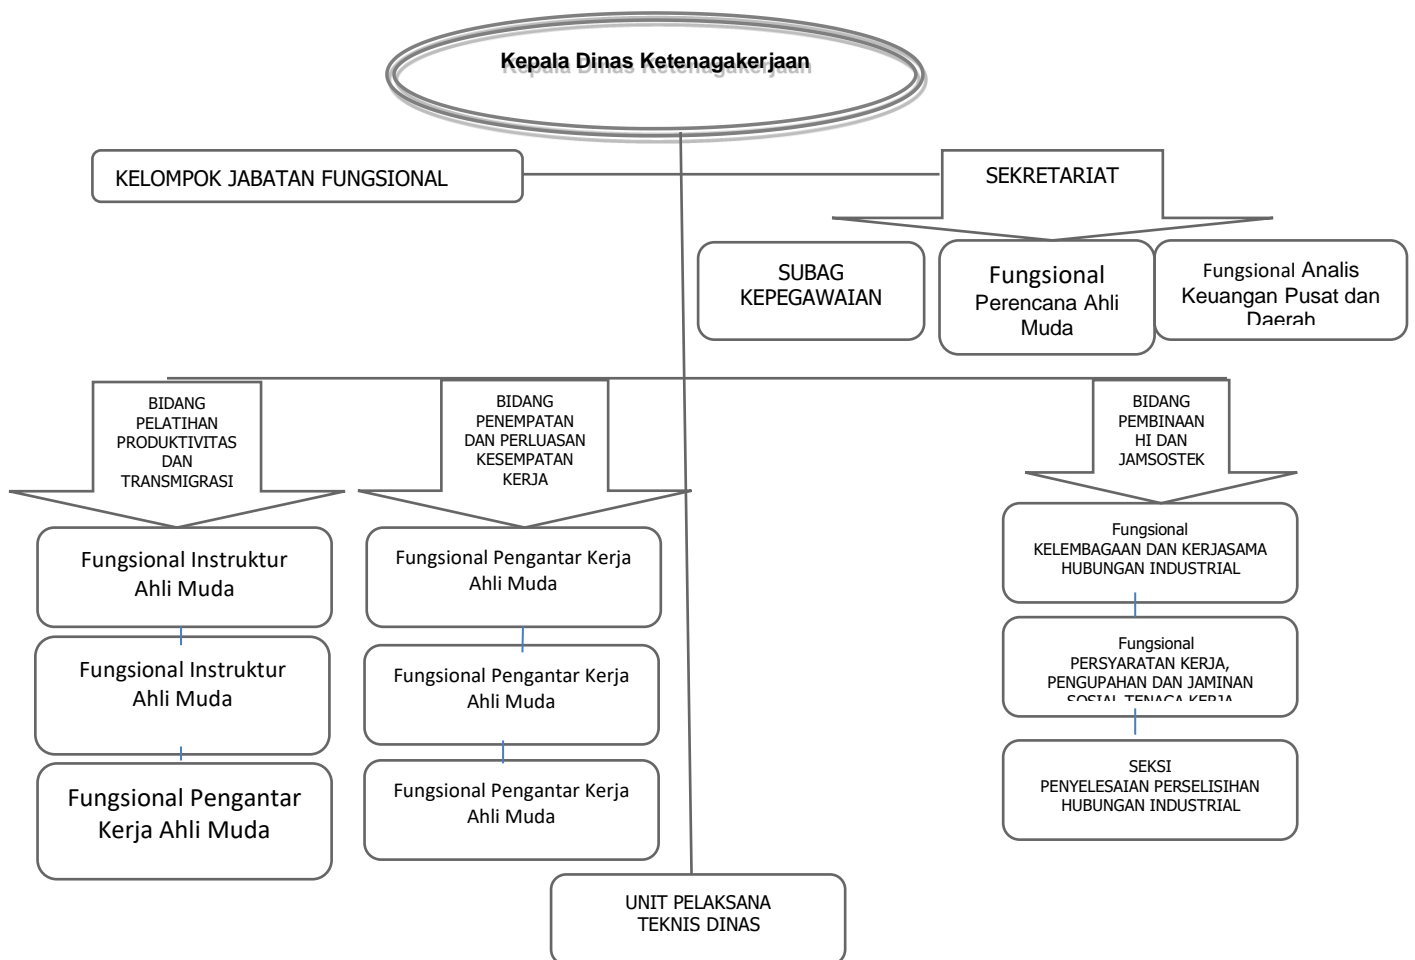 Kepala Dinas Ketenagakerjaan
KELOMPOK JABATAN FUNGSIONAL
SEKRETARIAT
SUBAG
KEPEGAWAIAN
Fungsional
Perencana Ahli
Muda
Fungsional Analis
Keuangan Pusat dan
Daerah
BIDANG
PELATIHAN
PRODUKTIVITAS
DAN
TRANSMIGRASI
BIDANG
PENEMPATAN
DAN PERLUASAN
KESEMPATAN
KERJA
BIDANG
PEMBINAAN
HI DAN
JAMSOSTEK
Fungsional Instruktur
Ahli Muda
Fungsional Instruktur
Ahli Muda
Fungsional Pengantar
Kerja Ahli Muda
Fungsional Pengantar Kerja
Ahli Muda
Fungsional Pengantar Kerja
Ahli Muda
Fungsional Pengantar Kerja
Ahli Muda
Fungsional
KELEMBAGAAN DAN KERJASAMA
HUBUNGAN INDUSTRIAL
Fungsional
PERSYARATAN KERJA,
PENGUPAHAN DAN JAMINAN
SOSIAL TENAGA KERJA
SEKSI
PENYELESAIAN PERSELISIHAN
HUBUNGAN INDUSTRIAL
UNIT PELAKSANA
TEKNIS DINAS